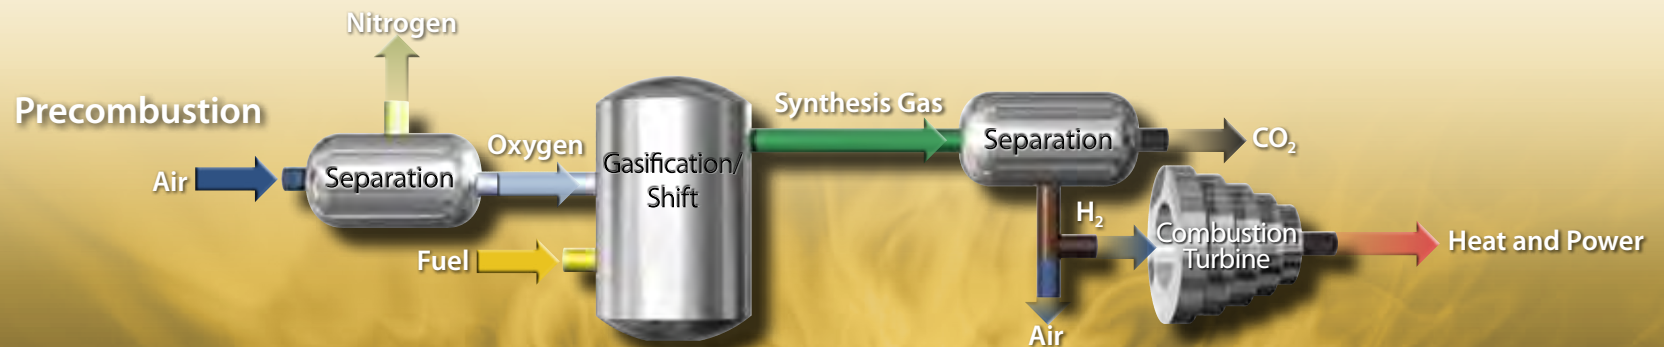 Nitrogen
Precombustion
Air
Separation
Oxygen
Fuel
Gasification/
Shift
Synthesis Gas
Separation
CO₂
H₂
Combustion
Turbine
Heat and Power
Air